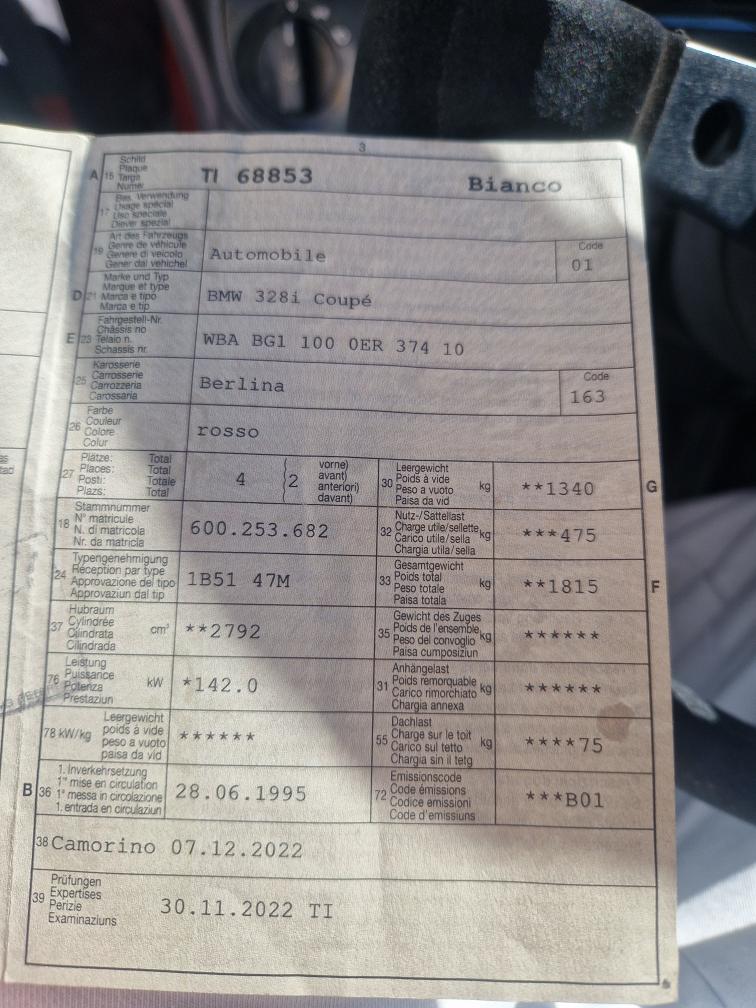 3
A 15 Schild
Plaque
Targa
Numer
TI 68853 Bianco
17 Bes. Verwendung
Usage spécial
Uso speciale
Diever spezial
19 Art des Fahrzeugs
Genre de véhicule
Genere di veicolo
Gener dal vehichel
Automobile
Code
01
D 21 Marke und Typ
Marque et type
Marca e tipo
Marca e tip
BMW 328i Coupé
E 23 Fahrgestell-Nr.
Châssis no
Telaio n.
Schassis nr.
WBA BG1 100 0ER 374 10
25 Karosserie
Carrosserie
Carrozzeria
Carossaria
Berlina
Code
163
26 Farbe
Couleur
Colore
Colur
rosso
27 Plätze: Total
Places: Total
Posti: Totale
Plazs: Total
4 2
vorne)
avant)
anteriori)
davant)
30 Leergewicht
Poids à vide
Peso a vuoto
Paisa da vid
kg **1340 G
18 Stammnummer
N° matricule
N. di matricola
Nr. da matricla
600.253.682
32 Nutz-/Sattellast
Charge utile/sellette
Carico utile/sella
Chargia utila/sella
kg ***475
24 Typengenehmigung
Réception par type
Approvazione del tipo
Approvaziun dal tip
1B51 47M
33 Gesamtgewicht
Poids total
Peso totale
Paisa totala
kg **1815 F
37 Hubraum
Cylindrée
Cilindrata
Cilindrada
cm³ **2792
35 Gewicht des Zuges
Poids de l'ensemble
Peso del convoglio
Paisa cumposiziun
kg ******
76 Leistung
Puissance
Potenza
Prestaziun
kW *142.0
31 Anhängelast
Poids remorquable
Carico rimorchiato
Chargia annexa
kg ******
78 kW/kg Leergewicht
poids à vide
peso a vuoto
paisa da vid
******
55 Dachlast
Charge sur le toit
Carico sul tetto
Chargia sin il tetg
kg ****75
B 36 1. Inverkehrsetzung
1re mise en circulation
1a messa in circolazione
1. entrada en circulaziun
28.06.1995
72 Emissionscode
Code émissions
Codice emissioni
Code d'emissiuns
***B01
38 Camorino 07.12.2022
39 Prüfungen
Expertises
Perizie
Examinaziuns
30.11.2022 TI